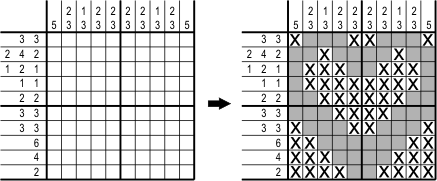 2 1 2 2 2 2 1 2
5 3 3 3 3 3 3 3 3 5
3 3
2 4 2
1 2 1
1 1
2 2
3 3
3 3
6
4
2
2 1 2 2 2 2 1 2
5 3 3 3 3 3 3 3 3 5
3 3 X X X X
2 4 2 X X
1 2 1 X X X X X X
1 1 X X X X X X X X
2 2 X X X X X X
3 3 X X X X
3 3 X X X X
6 X X X X
4 X X X X X X
2 X X X X X X X X